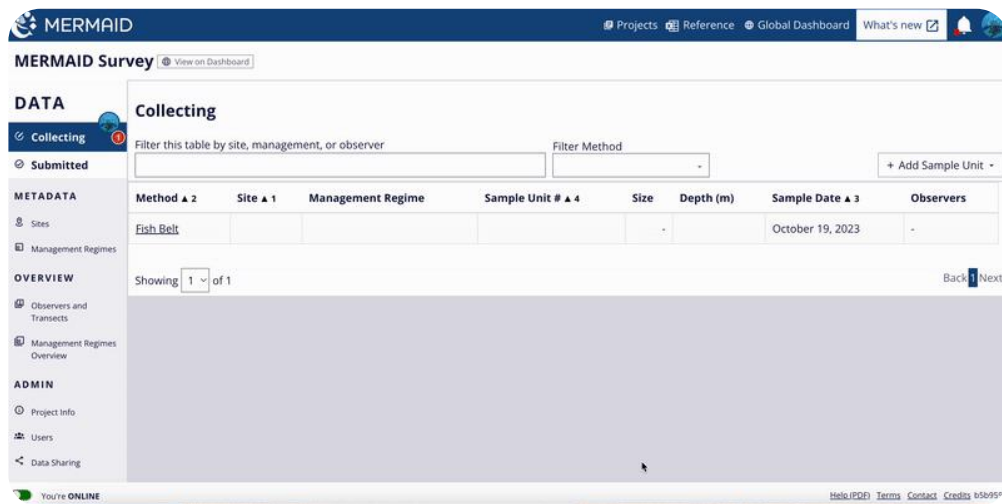 MERMAID
Projects Reference Global Dashboard What's new
MERMAID Survey View on Dashboard
DATA
Collecting 1
Submitted
METADATA
Sites
Management Regimes
OVERVIEW
Observers and
Transects
Management Regimes
Overview
ADMIN
Project Info
Users
Data Sharing
Collecting
Filter this table by site, management, or observer
Filter Method
-
+ Add Sample Unit
Method ▲ 2 Site ▲ 1 Management Regime Sample Unit # ▲ 4 Size Depth (m) Sample Date ▲ 3 Observers
Fish Belt - October 19, 2023 -
Showing 1 of 1
Back 1 Next
You're ONLINE
Help (PDF) Terms Contact Credits